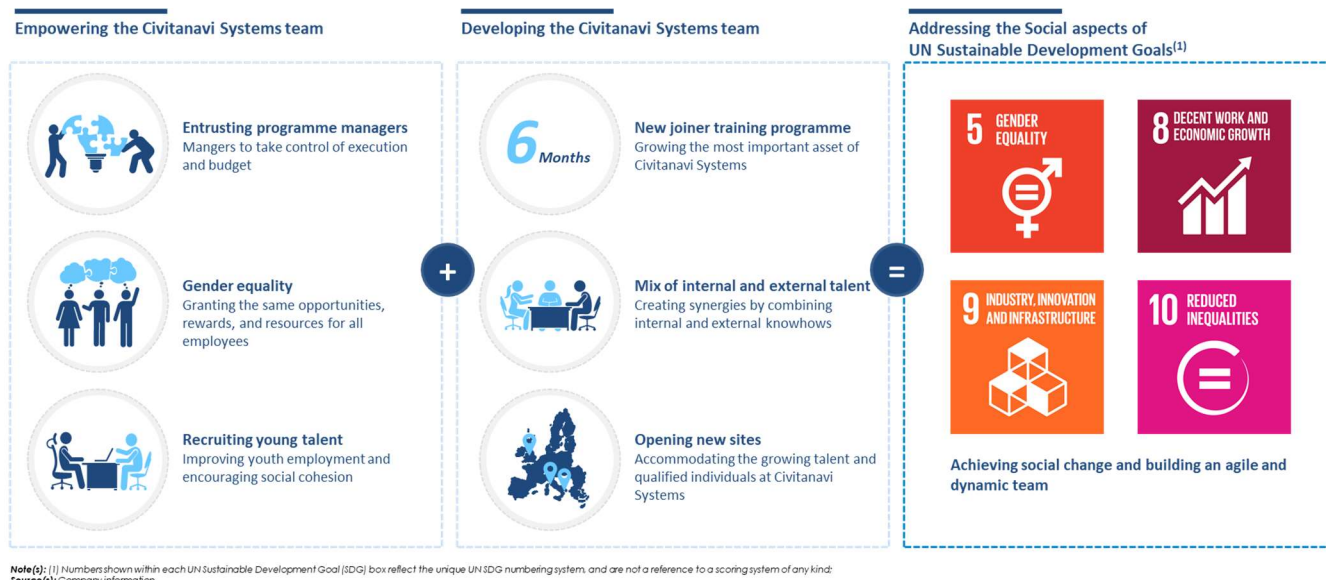 Empowering the Civitanavi Systems team
Entrusting programme managers
Mangers to take control of execution
and budget
Gender equality
Granting the same opportunities,
rewards, and resources for all
employees
Recruiting young talent
Improving youth employment and
encouraging social cohesion
+
Developing the Civitanavi Systems team
6 Months
New joiner training programme
Growing the most important asset of
Civitanavi Systems
Mix of internal and external talent
Creating synergies by combining
internal and external knowhows
Opening new sites
Accommodating the growing talent and
qualified individuals at Civitanavi
Systems
=
Addressing the Social aspects of
UN Sustainable Development Goals(1)
5 GENDER
EQUALITY
8 DECENT WORK AND
ECONOMIC GROWTH
9 INDUSTRY, INNOVATION
AND INFRASTRUCTURE
10 REDUCED
INEQUALITIES
Achieving social change and building an agile and
dynamic team
Note(s): (1) Numbers shown within each UN Sustainable Development Goal (SDG) box reflect the unique UN SDG numbering system, and are not a reference to a scoring system of any kind;
Source(s): Company information